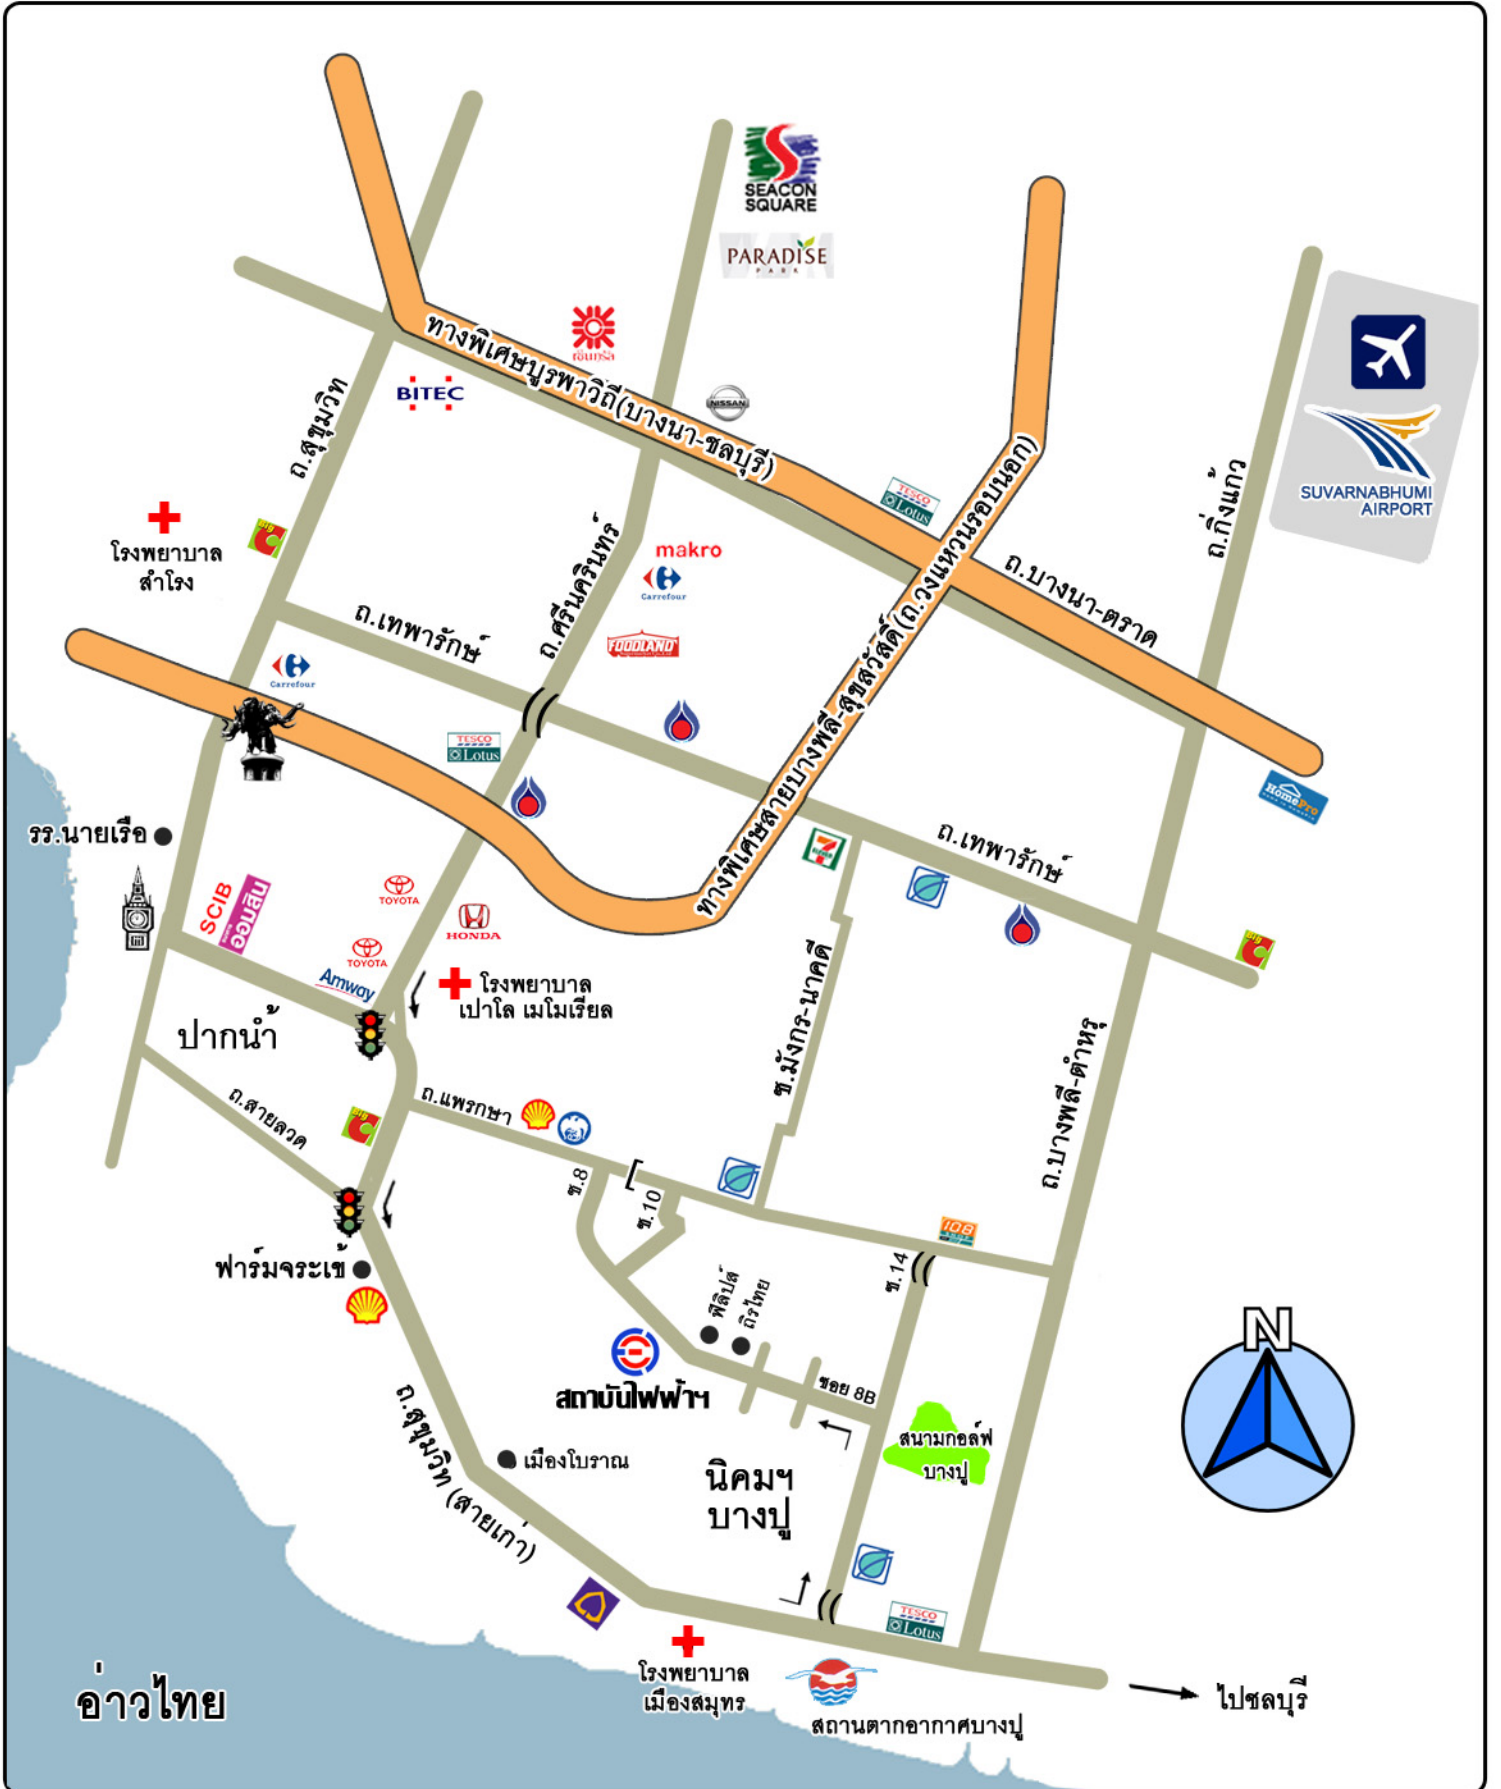 SEACON
SQUARE
PARADISE
PARK
เซ็นทรัล
ทางพิเศษบูรพาวิถี(บางนา-ชลบุรี)
BITEC
NISSAN
ถ.สุขุมวิท
SUVARNABHUMI
AIRPORT
TESCO
Lotus
ถ.กิ่งแก้ว
โรงพยาบาล
สำโรง
Big
C
ถ.ศรีนครินทร์
makro
Carrefour
ถ.บางนา-ตราด
ถ.เทพารักษ์
FOODLAND
ทางพิเศษสายบางพลี-สุขสวัสดิ์(ถ.วงแหวนรอบนอก)
Carrefour
TESCO
Lotus
HomePro
รร.นายเรือ
7
ELEVEN
ถ.เทพารักษ์
SCIB
ออมสิน
TOYOTA
HONDA
TOYOTA
Amway
Big
C
โรงพยาบาล
เปาโล เมโมเรียล
ปากน้ำ
ซ.มังกร-นาคดี
ถ.บางพลี-ตำหรุ
ถ.สายลวด
Big
C
ถ.แพรกษา
ซ.8
ซ.10
108
ซ.14
ฟาร์มจระเข้
ฟิลิปส์
ถิรไทย
N
สถาบันไฟฟ้าฯ
ซอย 8B
ถ.สุขุมวิท (สายเก่า)
เมืองโบราณ
สนามกอล์ฟ
บางปู
นิคมฯ
บางปู
TESCO
Lotus
โรงพยาบาล
เมืองสมุทร
อ่าวไทย
ไปชลบุรี
สถานตากอากาศบางปู